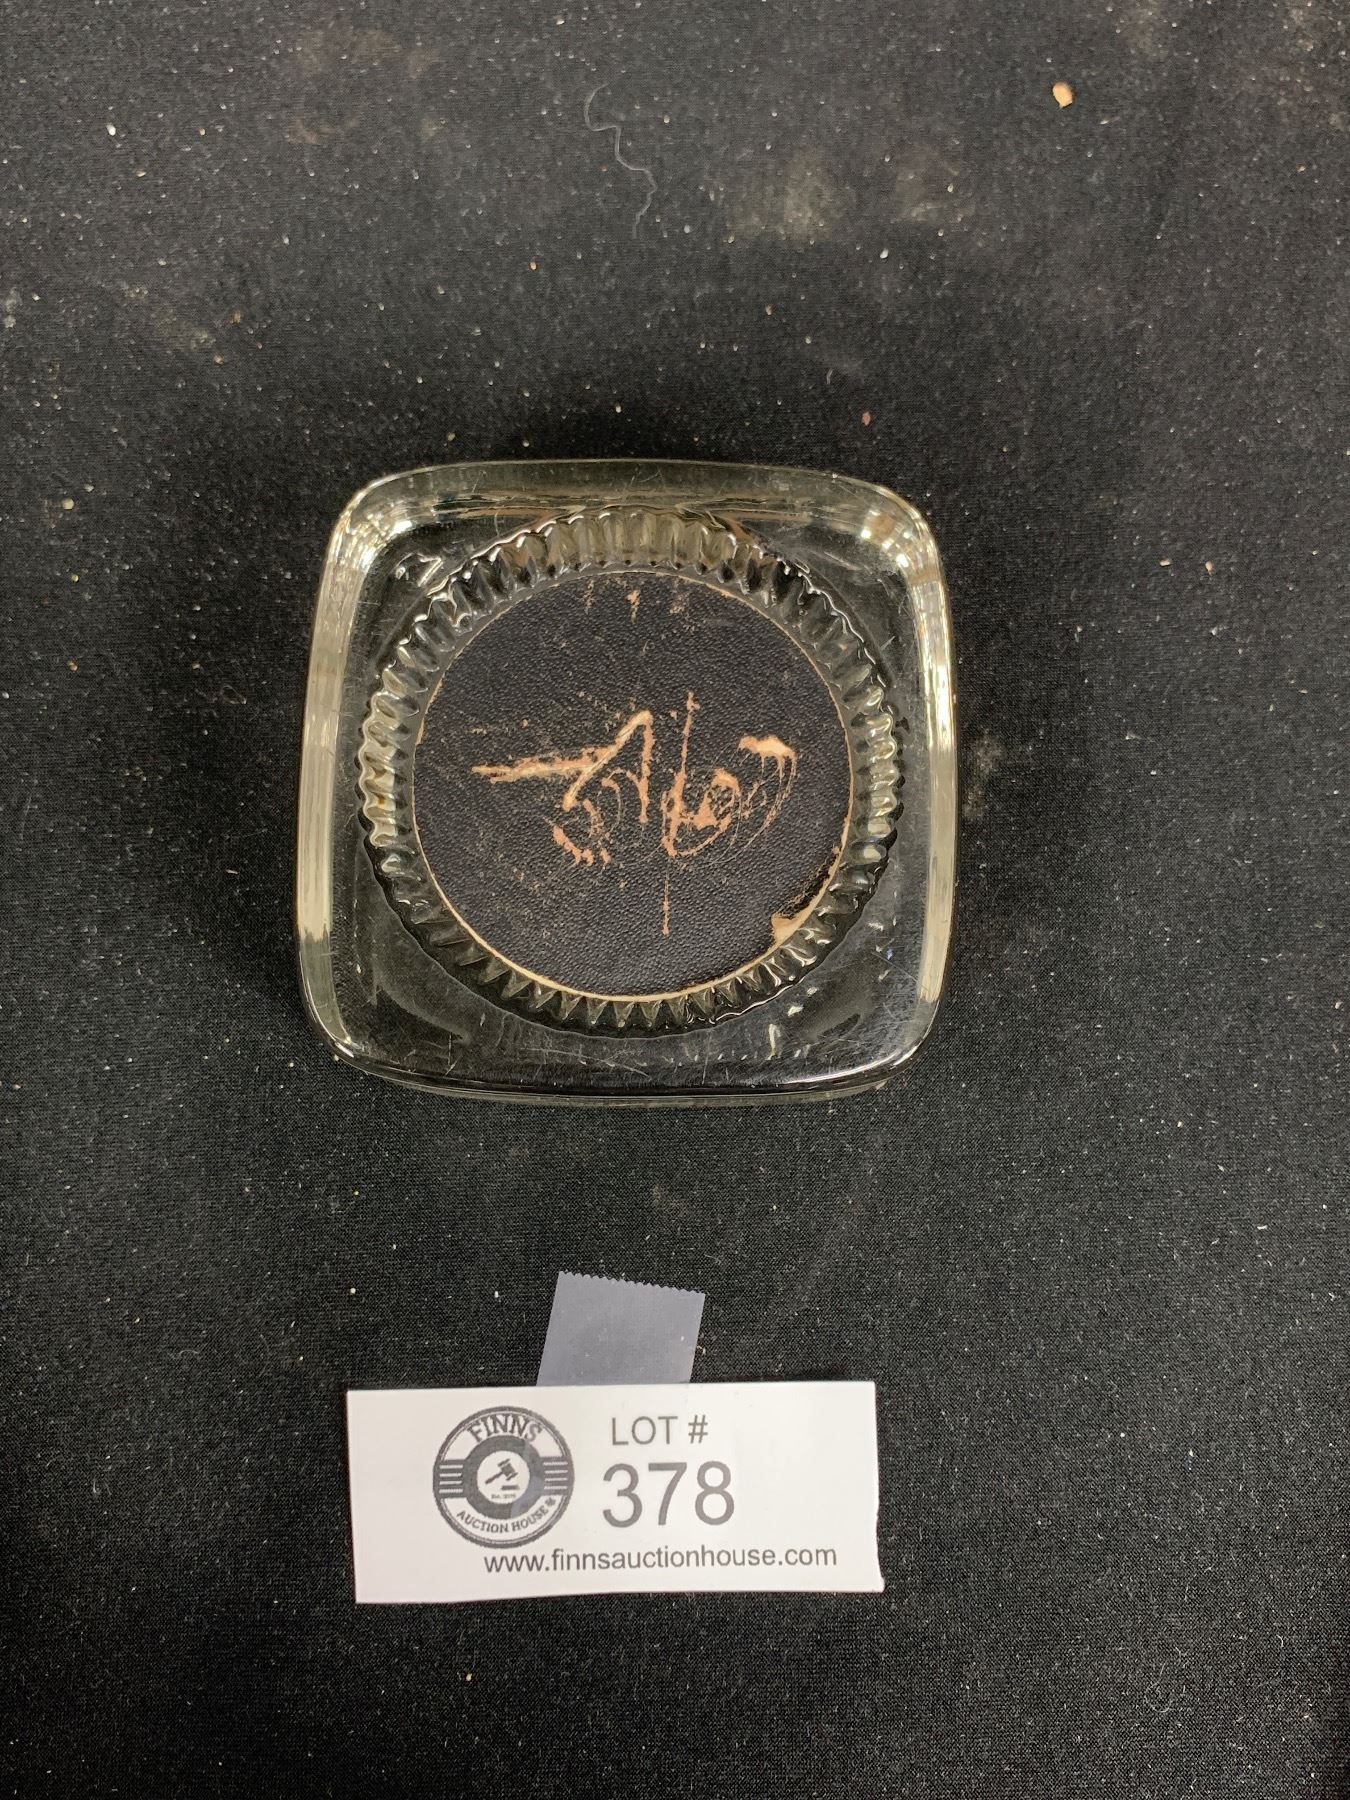 FINNS
AUCTION HOUSE
LOT #
378
www.finnsauctionhouse.com